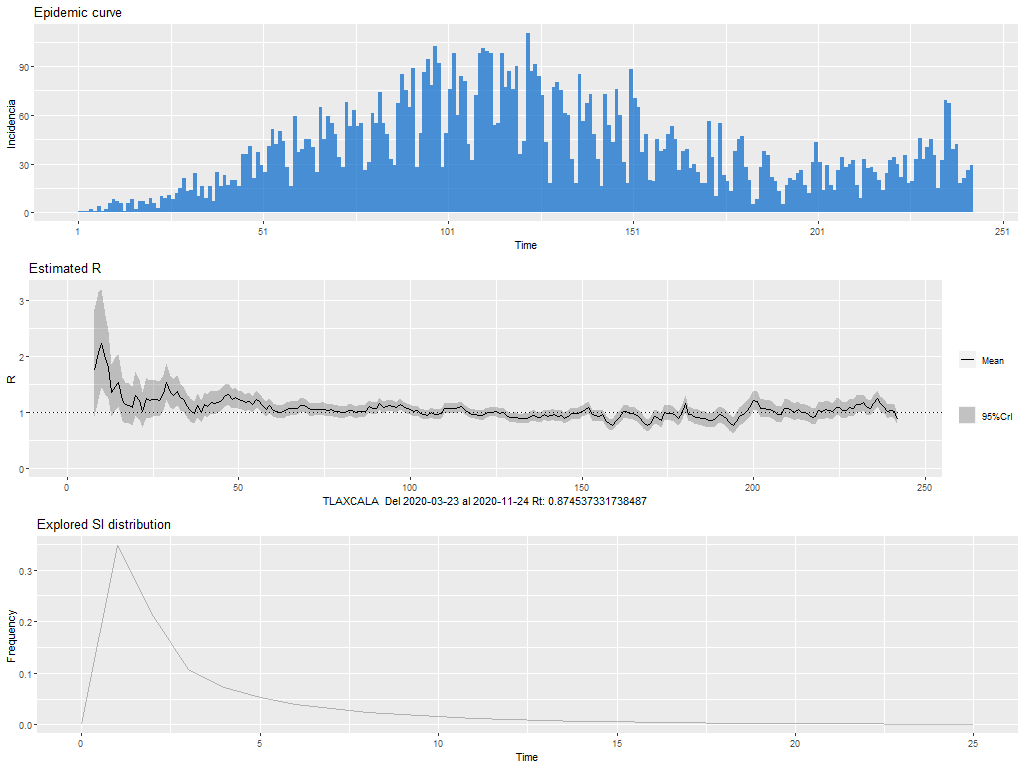 Epidemic curve
Incidencia
90
60
30
0
1 51 101 151 201 251
Time
Estimated R
R
3
2
1
0
Mean
95%CrI
0 50 100 150 200 250
TLAXCALA Del 2020-03-23 al 2020-11-24 Rt: 0.874537331738487
Explored SI distribution
Frequency
0.3
0.2
0.1
0.0
0 5 10 15 20 25
Time